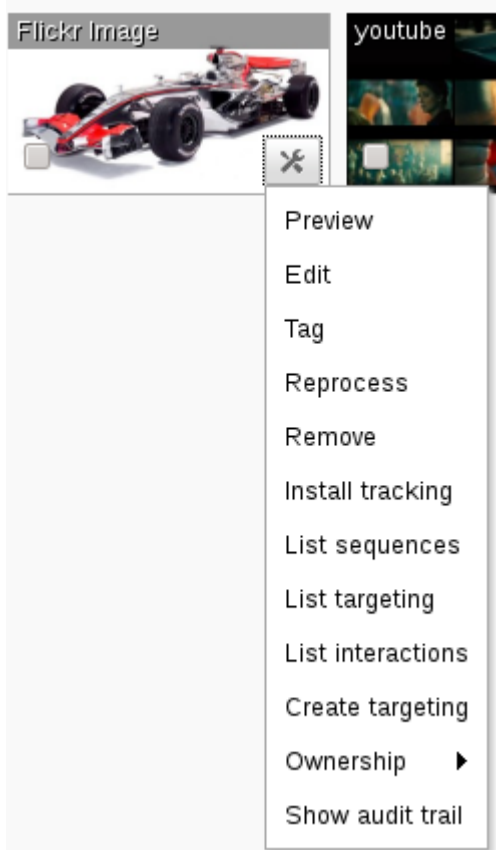 Flickr Image
youtube
Preview
Edit
Tag
Reprocess
Remove
Install tracking
List sequences
List targeting
List interactions
Create targeting
Ownership
Show audit trail